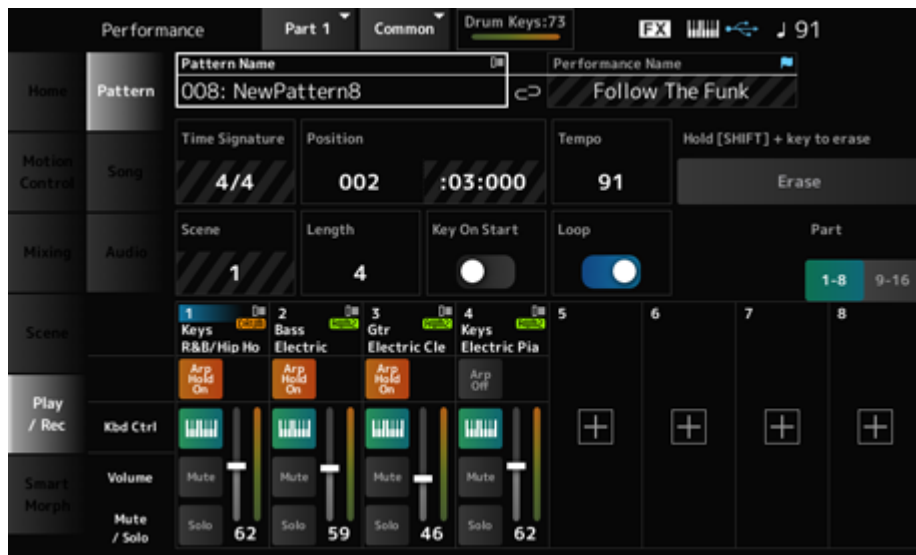 Performance
Part 1
Common
Drum Keys:73
FX
♩ 91
Home
Pattern
Pattern Name
008: NewPattern8
Performance Name
Follow The Funk
Motion
Control
Song
Time Signature
4/4
Position
002 :03:000
Tempo
91
Hold [SHIFT] + key to erase
Erase
Mixing
Audio
Scene
1
Length
4
Key On Start
Loop
Part
1-8 9-16
Scene
1
Keys
R&B/Hip Ho
2
Bass
Electric
3
Gtr
Electric Cle
4
Keys
Electric Pia
5
6
7
8
Arp
Hold
On
Arp
Hold
On
Arp
Hold
On
Arp
Off
Play
/ Rec
Kbd Ctrl
Smart
Morph
Volume
Mute
Mute
Mute
Mute
Mute
/ Solo
Solo
62
Solo
59
Solo
46
Solo
62